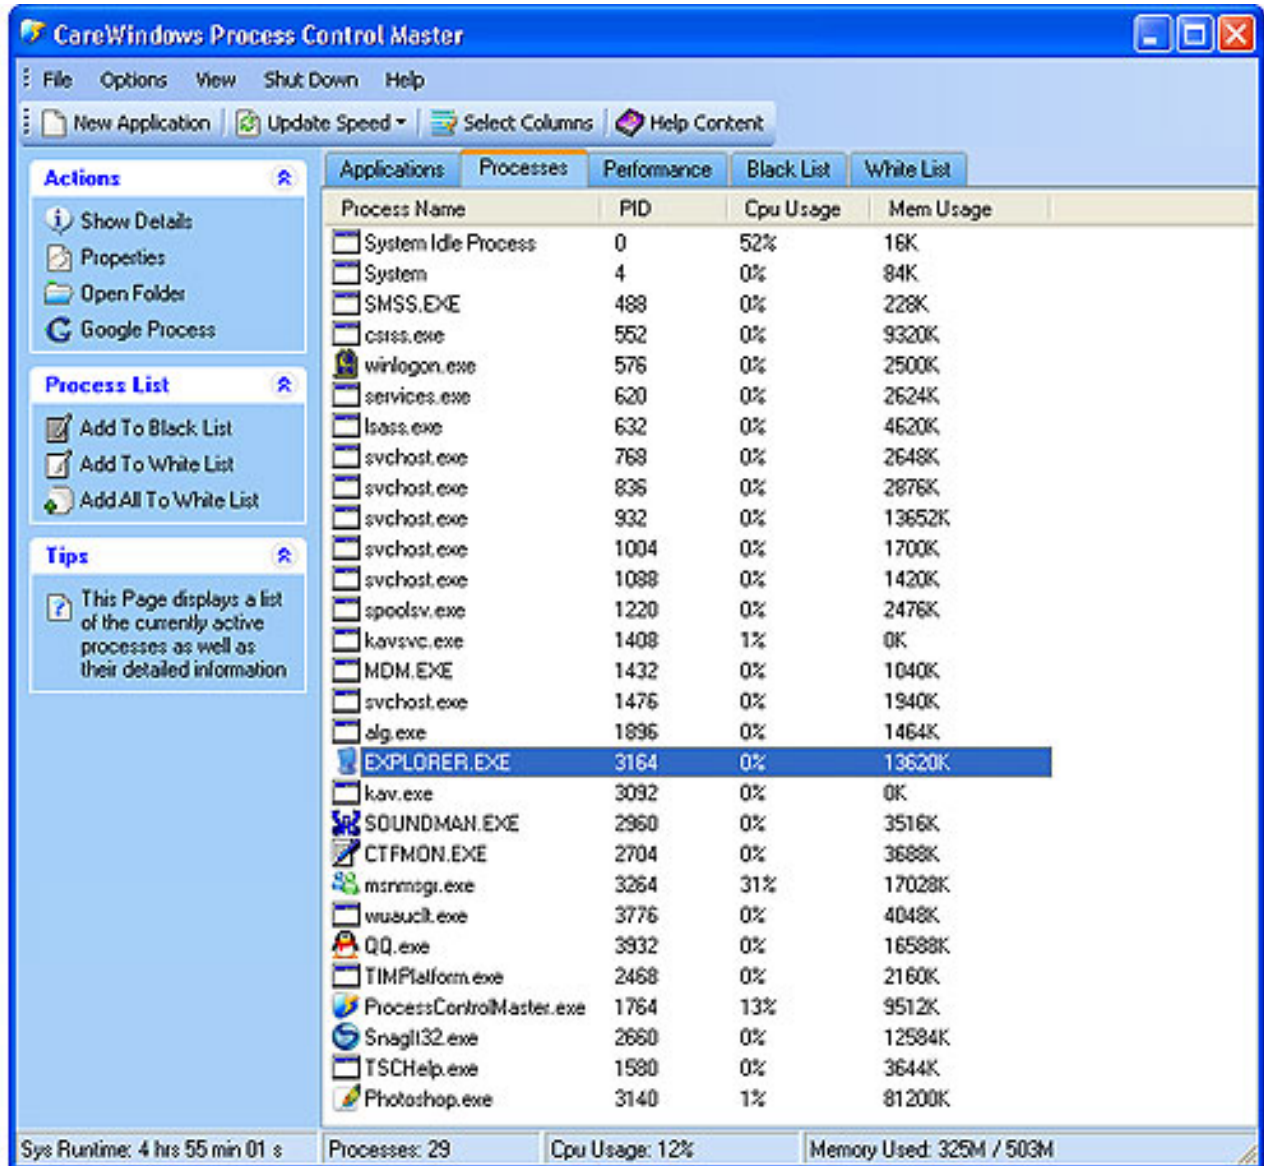 CareWindows Process Control Master
File Options View Shut Down Help
New Application Update Speed Select Columns Help Content
Actions
Show Details
Properties
Open Folder
Google Process
Process List
Add To Black List
Add To White List
Add All To White List
Tips
This Page displays a list
of the currently active
processes as well as
their detailed information
Applications Processes Performance Black List White List
Process Name PID Cpu Usage Mem Usage
System Idle Process 0 52% 16K
System 4 0% 84K
SMSS.EXE 488 0% 228K
csrss.exe 552 0% 9320K
winlogon.exe 576 0% 2500K
services.exe 620 0% 2624K
lsass.exe 632 0% 4620K
svchost.exe 768 0% 2648K
svchost.exe 836 0% 2876K
svchost.exe 932 0% 13652K
svchost.exe 1004 0% 1700K
svchost.exe 1088 0% 1420K
spoolsv.exe 1220 0% 2476K
kavsvc.exe 1408 1% 0K
MDM.EXE 1432 0% 1040K
svchost.exe 1476 0% 1940K
alg.exe 1896 0% 1464K
EXPLORER.EXE 3164 0% 13620K
kav.exe 3092 0% 0K
SOUNDMAN.EXE 2960 0% 3516K
CTFMON.EXE 2704 0% 3688K
msnmsgr.exe 3264 31% 17028K
wuauclt.exe 3776 0% 4048K
QQ.exe 3932 0% 16588K
TIMPlatform.exe 2468 0% 2160K
ProcessControlMaster.exe 1764 13% 9512K
SnagIt32.exe 2660 0% 12584K
TSCHelp.exe 1580 0% 3644K
Photoshop.exe 3140 1% 81200K
Sys Runtime: 4 hrs 55 min 01 s Processes: 29 Cpu Usage: 12% Memory Used: 325M / 503M